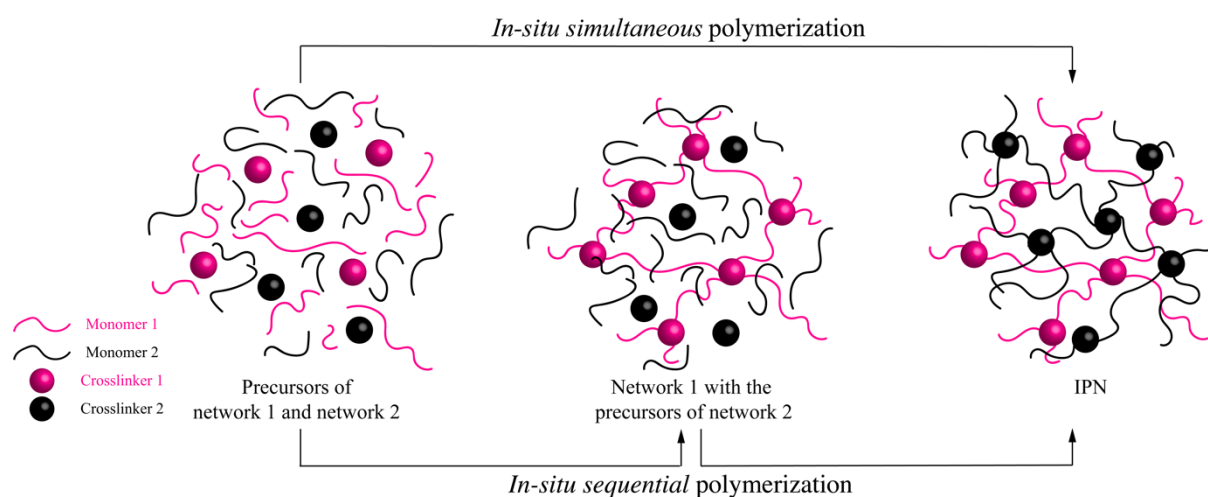 In-situ simultaneous polymerization
Monomer 1
Monomer 2
Crosslinker 1
Crosslinker 2
Precursors of
network 1 and network 2
Network 1 with the
precursors of network 2
IPN
In-situ sequential polymerization